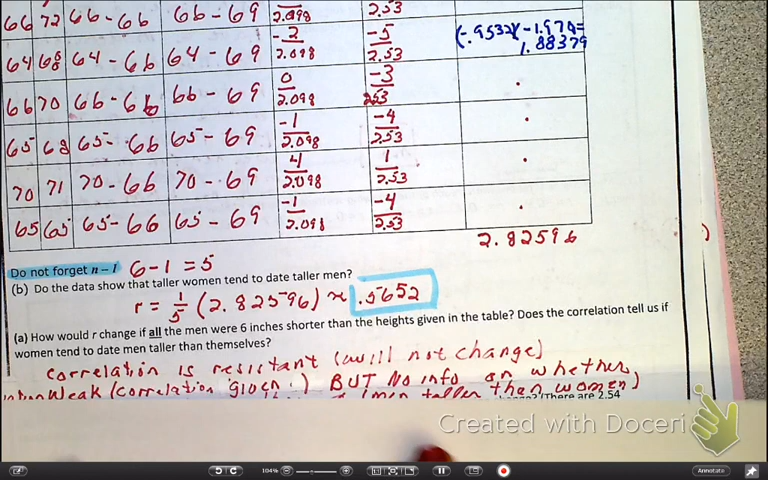 66 72 66-66 66-69 2.098 2.53
64 68 64-66 64-69 -2/2.098 -5/2.53 (-.9532)(-1.979= 1.88379
66 70 66-66 66-69 0/2.098 -3/2.53 .
65 68 65-66 65-69 -1/2.098 -4/2.53 .
70 71 70-66 70-69 4/2.098 1/2.53 .
65 65 65-66 65-69 -1/2.098 -4/2.53 .
2.82596
Do not forget n – 1 6-1=5
(b) Do the data show that taller women tend to date taller men?
r = 1/5 (2.82596) ≈ .5652
(a) How would r change if all the men were 6 inches shorter than the heights given in the table? Does the correlation tell us if
women tend to date men taller than themselves?
correlation is resistant (will not change)
Weak (correlation given.) BUT No info on whether
(men taller than women)
There are 2.54
Created with Doceri
104%
Annotate